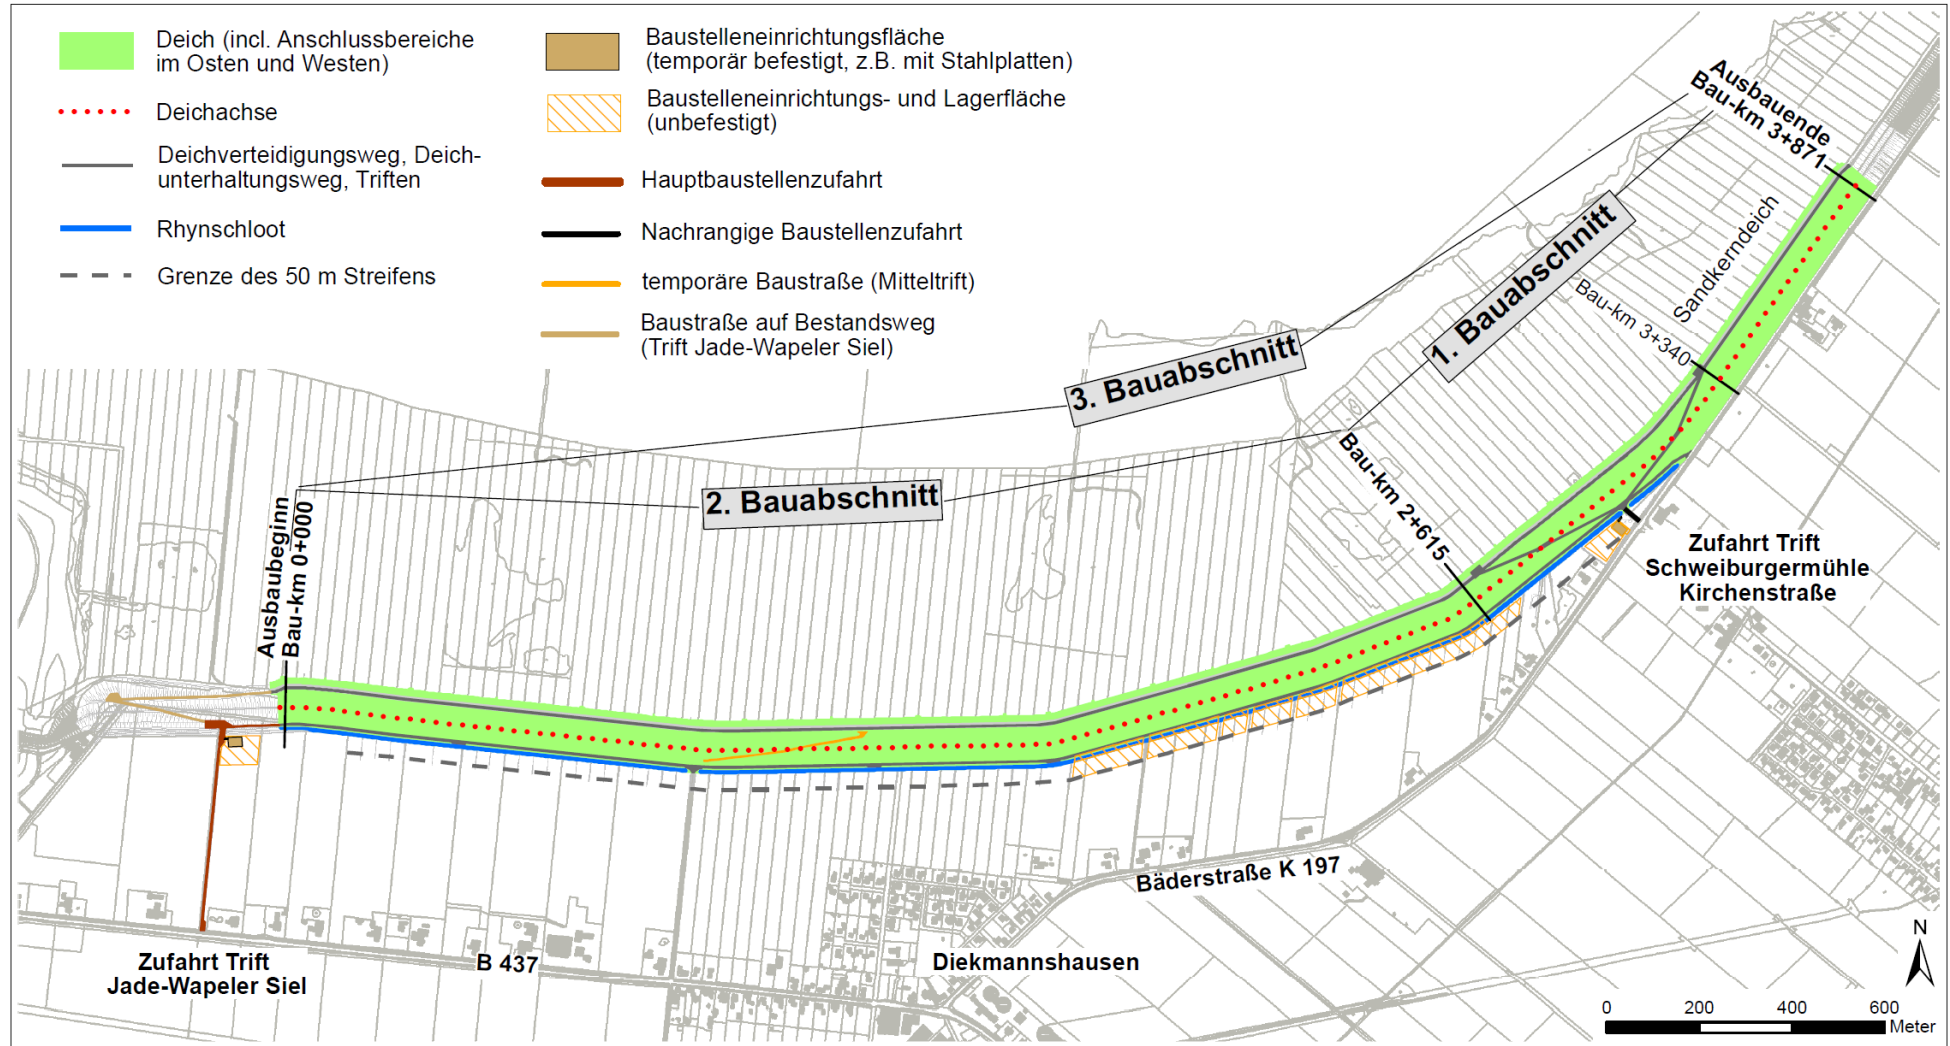 Deich (incl. Anschlussbereiche
im Osten und Westen)
Deichachse
Deichverteidigungsweg, Deich-
unterhaltungsweg, Triften
Rhynschloot
Grenze des 50 m Streifens
Baustelleneinrichtungsfläche
(temporär befestigt, z.B. mit Stahlplatten)
Baustelleneinrichtungs- und Lagerfläche
(unbefestigt)
Hauptbaustellenzufahrt
Nachrangige Baustellenzufahrt
temporäre Baustraße (Mitteltrift)
Baustraße auf Bestandsweg
(Trift Jade-Wapeler Siel)
Ausbauende
Bau-km 3+871
Sandkerndeich
Bau-km 3+340
1. Bauabschnitt
3. Bauabschnitt
2. Bauabschnitt
Bau-km 2+615
Ausbaubeginn
Bau-km 0+000
Zufahrt Trift
Schweiburgermühle
Kirchenstraße
Bäderstraße K 197
Zufahrt Trift
Jade-Wapeler Siel
B 437
Diekmannshausen
N
0 200 400 600
Meter